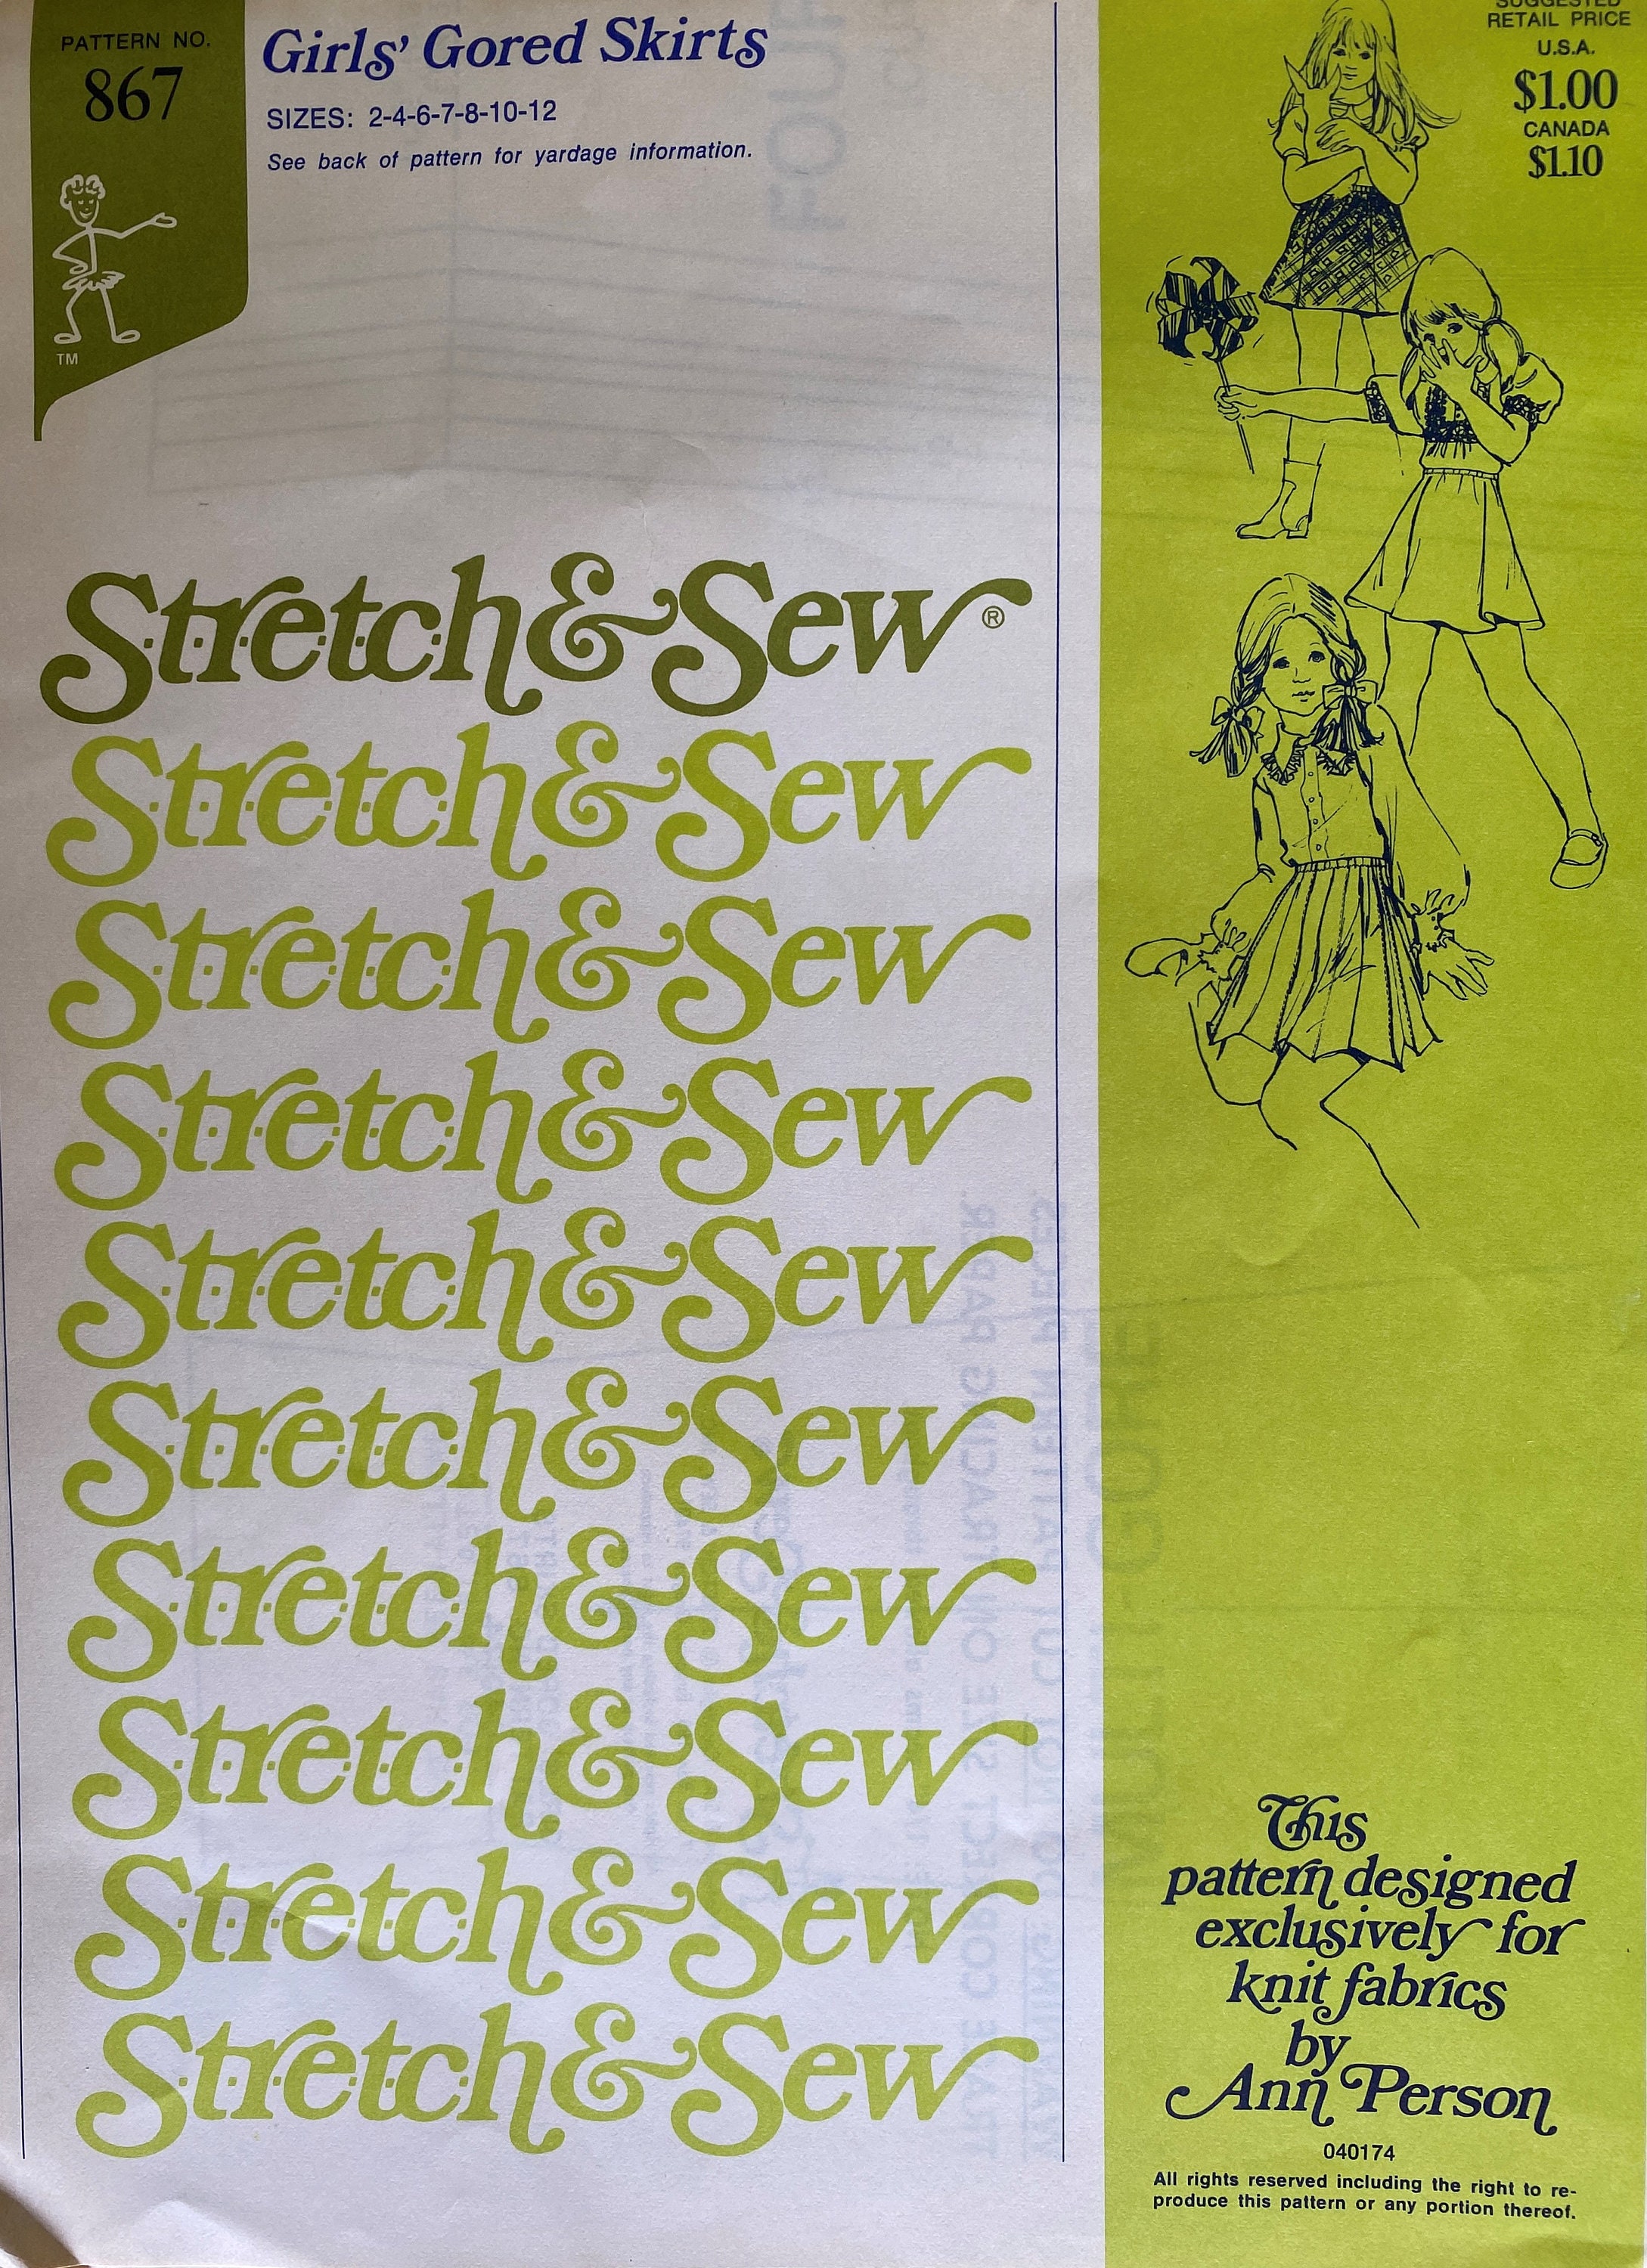 PATTERN NO.
867
TM
Girls' Gored Skirts
SIZES: 2-4-6-7-8-10-12
See back of pattern for yardage information.
Stretch & Sew®
Stretch & Sew
Stretch & Sew
Stretch & Sew
Stretch & Sew
Stretch & Sew
Stretch & Sew
Stretch & Sew
Stretch & Sew
Stretch & Sew
SUGGESTED
RETAIL PRICE
U.S.A.
$1.00
CANADA
$1.10
This
pattern designed
exclusively for
knit fabrics
by
Ann Person
040174
All rights reserved including the right to re-
produce this pattern or any portion thereof.